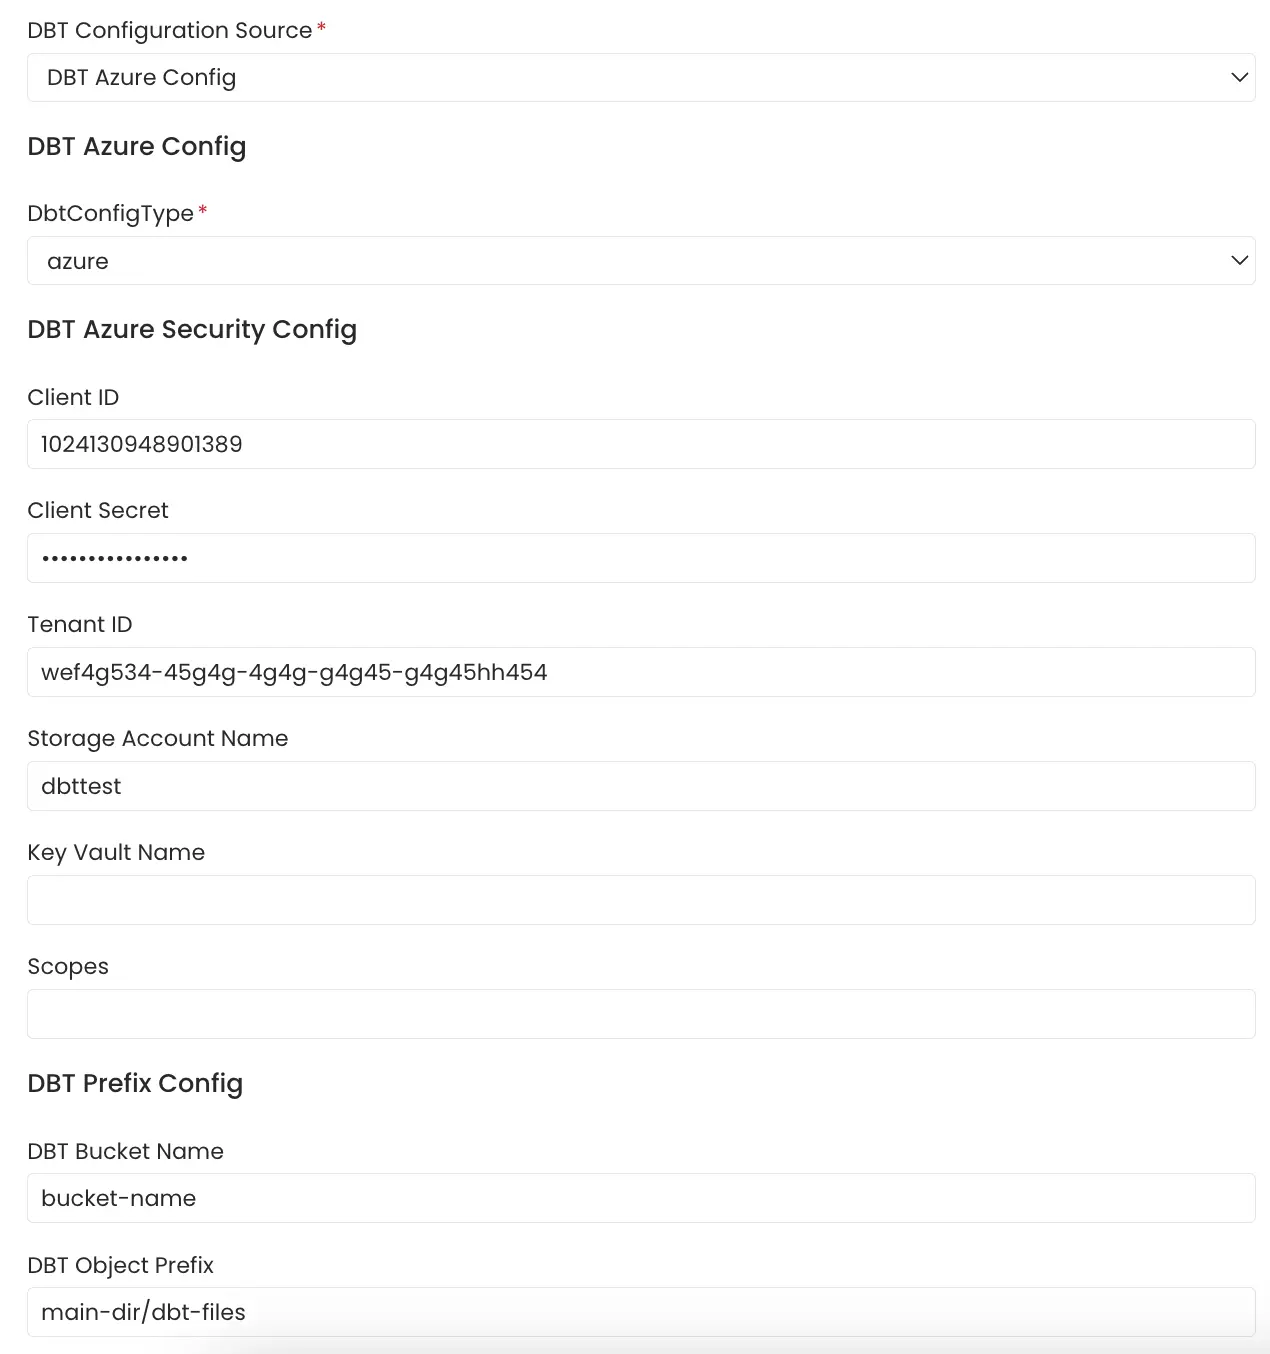 DBT Configuration Source*
DBT Azure Config
DBT Azure Config
DbtConfigType*
azure
DBT Azure Security Config
Client ID
1024130948901389
Client Secret
••••••••••••••••
Tenant ID
wef4g534-45g4g-4g4g-g4g45-g4g45hh454
Storage Account Name
dbttest
Key Vault Name
Scopes
DBT Prefix Config
DBT Bucket Name
bucket-name
DBT Object Prefix
main-dir/dbt-files